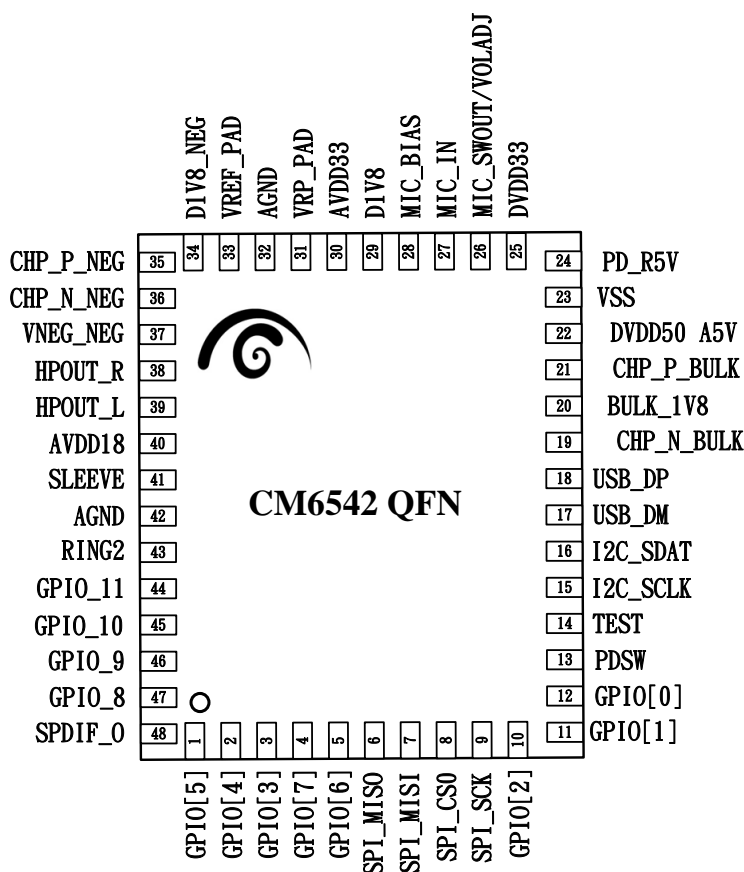 D1V8_NEG
VREF_PAD
AGND
VRP_PAD
AVDD33
D1V8
MIC_BIAS
MIC_IN
MIC_SWOUT/VOLADJ
DVDD33
34
33
32
31
30
29
28
27
26
25
CHP_P_NEG 35
CHP_N_NEG 36
VNEG_NEG 37
HPOUT_R 38
HPOUT_L 39
AVDD18 40
SLEEVE 41
AGND 42
RING2 43
GPIO_11 44
GPIO_10 45
GPIO_9 46
GPIO_8 47
SPDIF_O 48
CM6542 QFN
24 PD_R5V
23 VSS
22 DVDD50 A5V
21 CHP_P_BULK
20 BULK_1V8
19 CHP_N_BULK
18 USB_DP
17 USB_DM
16 I2C_SDAT
15 I2C_SCLK
14 TEST
13 PDSW
12 GPIO[0]
11 GPIO[1]
1
2
3
4
5
6
7
8
9
10
GPIO[5]
GPIO[4]
GPIO[3]
GPIO[7]
GPIO[6]
SPI_MISO
SPI_MISI
SPI_CS0
SPI_SCK
GPIO[2]